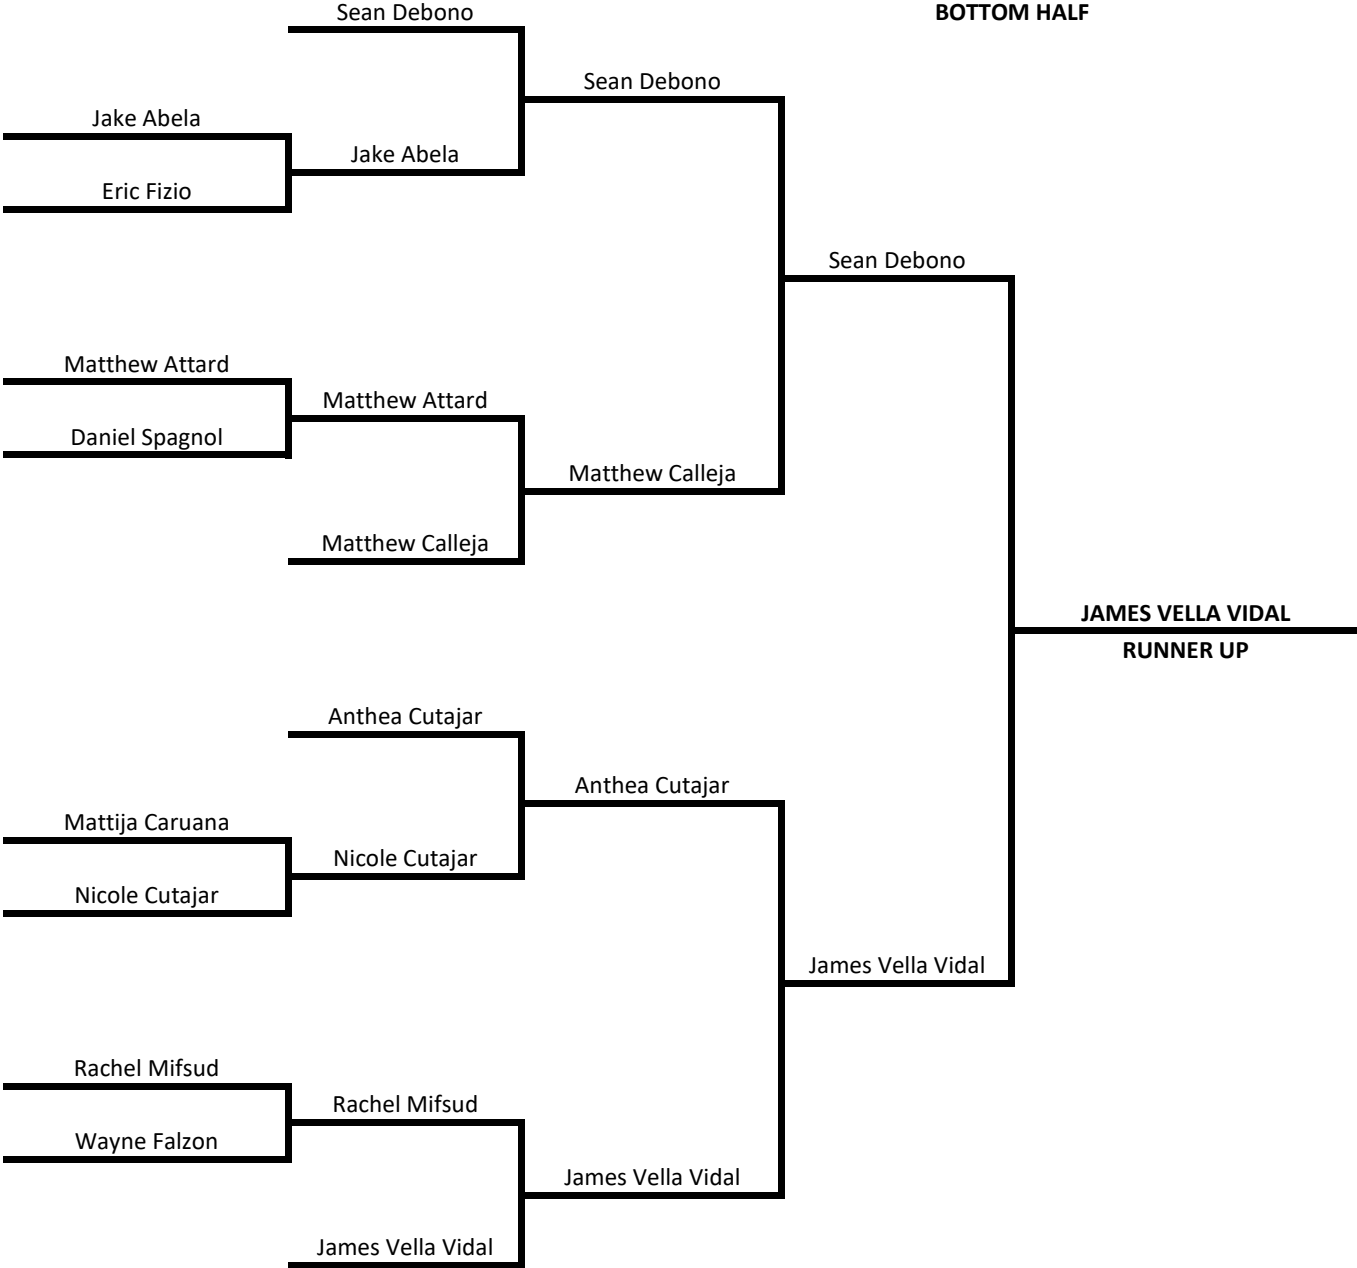 Sean Debono
BOTTOM HALF
Sean Debono
Jake Abela
Jake Abela
Eric Fizio
Sean Debono
Matthew Attard
Matthew Attard
Daniel Spagnol
Matthew Calleja
Matthew Calleja
JAMES VELLA VIDAL
RUNNER UP
Anthea Cutajar
Anthea Cutajar
Mattija Caruana
Nicole Cutajar
Nicole Cutajar
James Vella Vidal
Rachel Mifsud
Rachel Mifsud
Wayne Falzon
James Vella Vidal
James Vella Vidal